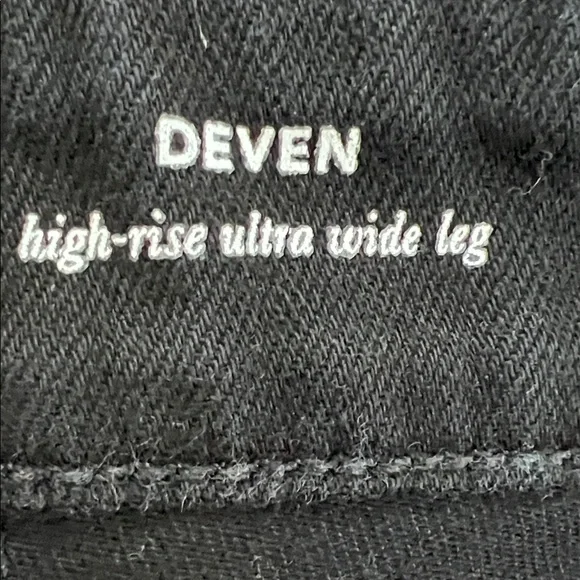 DEVEN
high-rise ultra wide leg